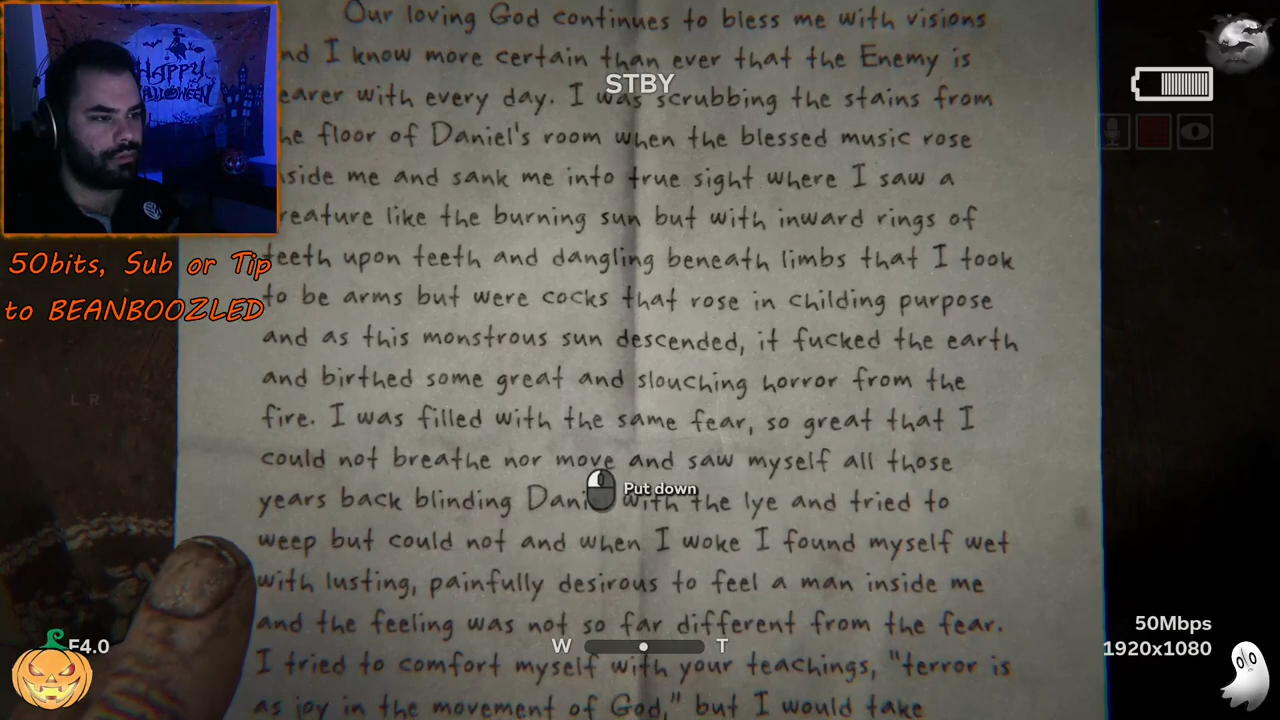 Our loving God continues to bless me with visions
nd I know more certain than ever that the Enemy is
STBY
earer with every day. I was scrubbing the stains from
he floor of Daniel's room when the blessed music rose
nside me and sank me into true sight where I saw a
reature like the burning sun but with inward rings of
teeth upon teeth and dangling beneath limbs that I took
to be arms but were cocks that rose in childing purpose
and as this monstrous sun descended, it fucked the earth
and birthed some great and slouching horror from the
fire. I was filled with the same fear, so great that I
could not breathe nor move and saw myself all those
years back blinding Daniel with the lye and tried to
Put down
weep but could not and when I woke I found myself wet
with lusting, painfully desirous to feel a man inside me
and the feeling was not so far different from the fear.
I tried to comfort myself with your teachings, "terror is
as joy in the movement of God," but I would take
HAPPY
HALLOWEEN
50bits, Sub or Tip
to BEANBOOZLED
L R
F4.0
W T
50Mbps
1920x1080